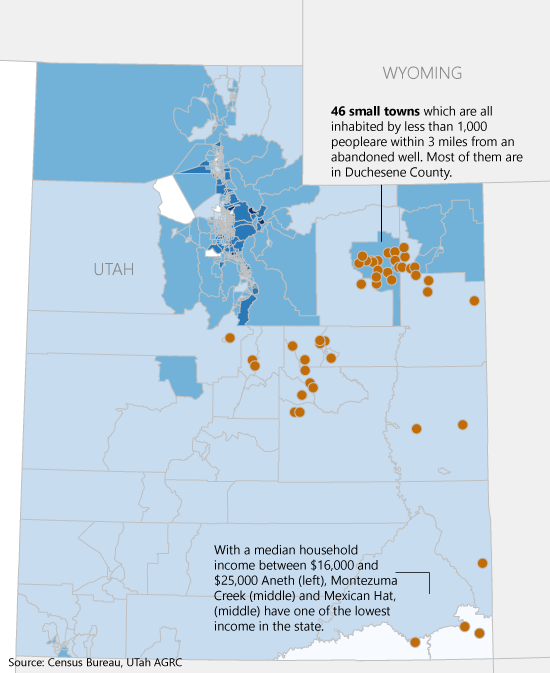 WYOMING
46 small towns which are all
inhabited by less than 1,000
peopleare within 3 miles from an
abandoned well. Most of them are
in Duchesene County.
UTAH
With a median household
income between $16,000 and
$25,000 Aneth (left), Montezuma
Creek (middle) and Mexican Hat,
(middle) have one of the lowest
income in the state.
Source: Census Bureau, UTah AGRC